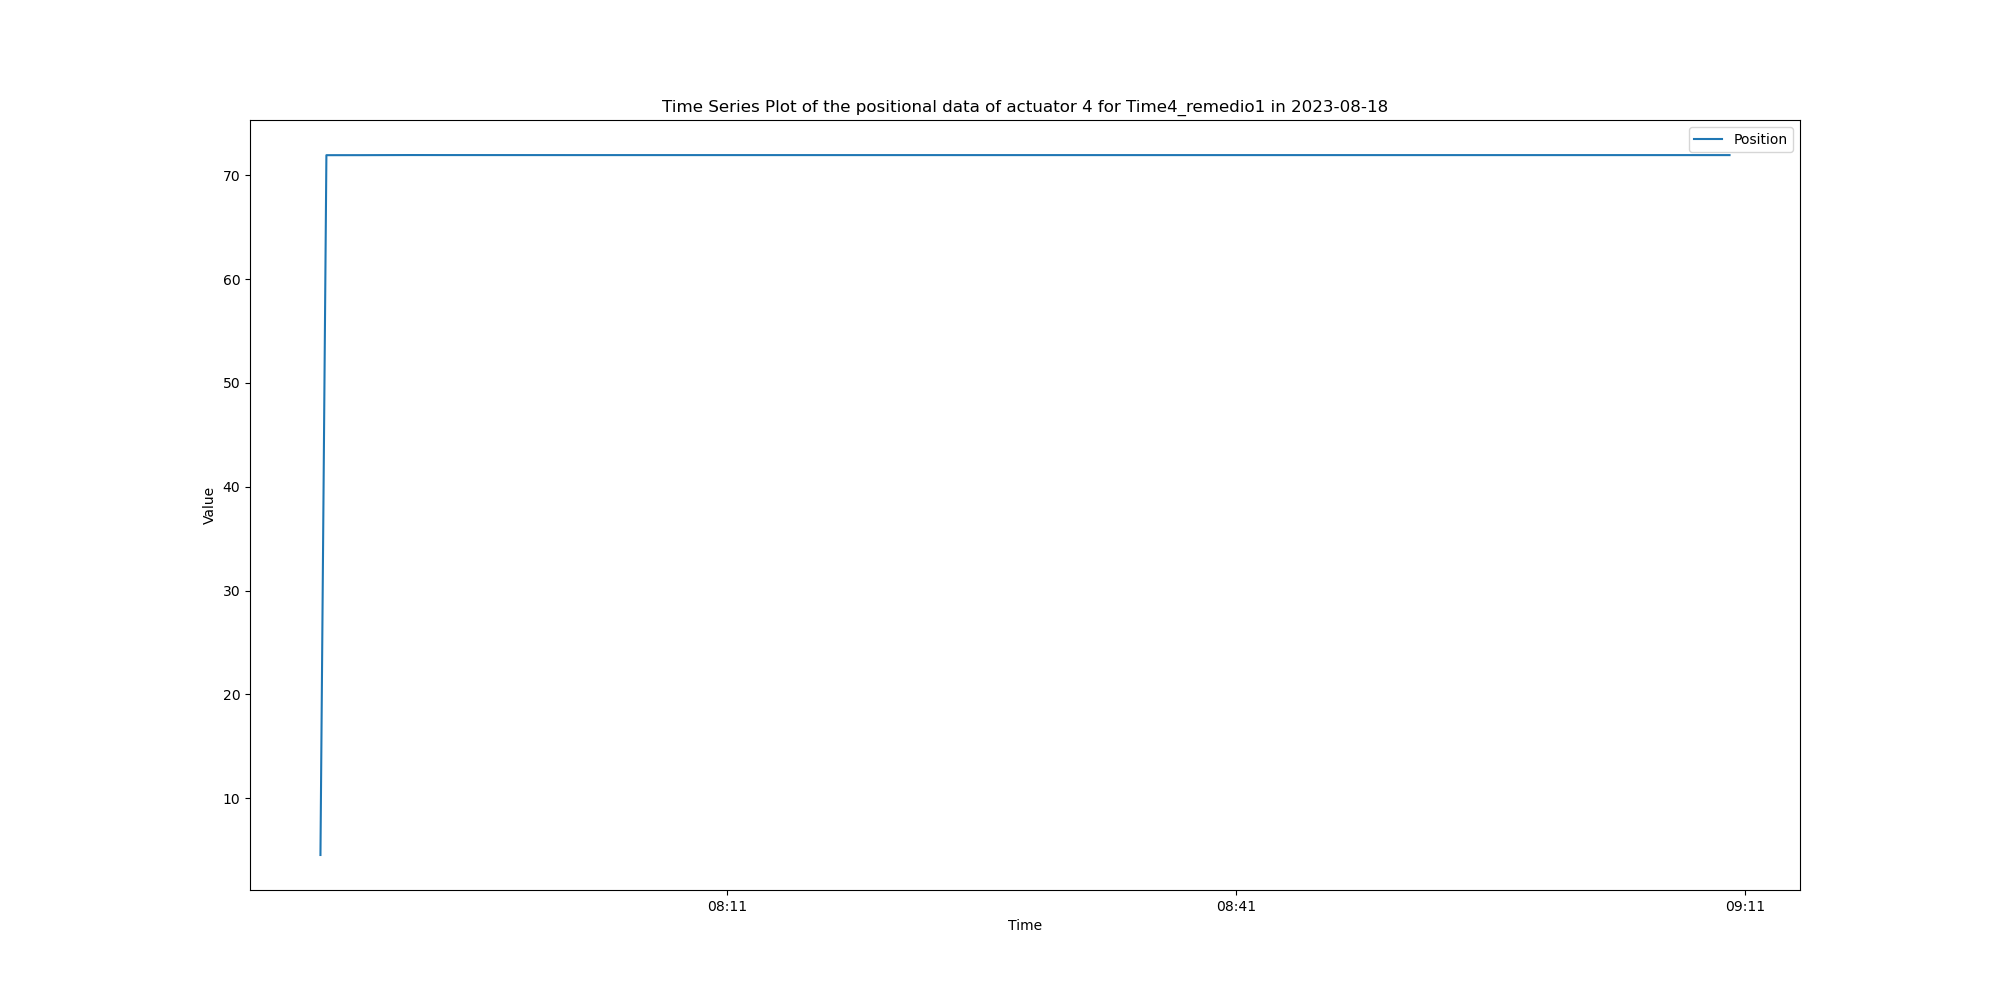 Time Series Plot of the positional data of actuator 4 for Time4_remedio1 in 2023-08-18
Position
70
60
50
40
30
20
10
Value
08:11 08:41 09:11
Time